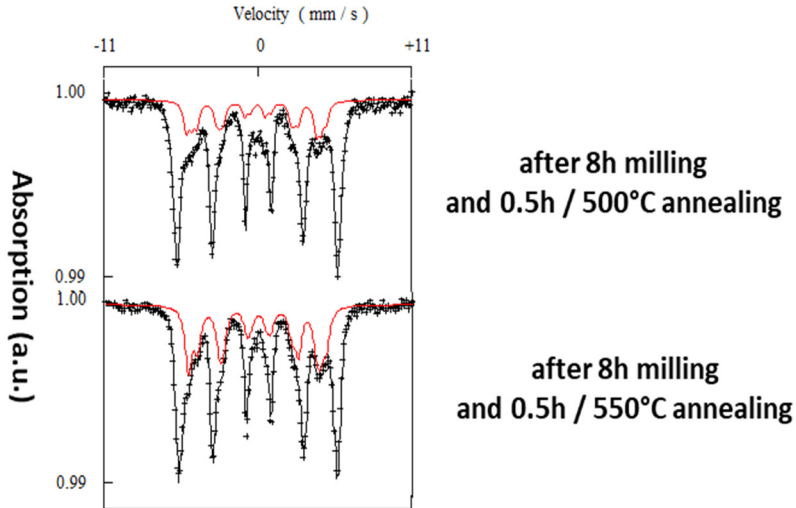 Velocity ( mm / s )
-11 0 +11
1.00
after 8h milling
and 0.5h / 500°C annealing
Absorption (a.u.)
0.99
1.00
after 8h milling
and 0.5h / 550°C annealing
0.99